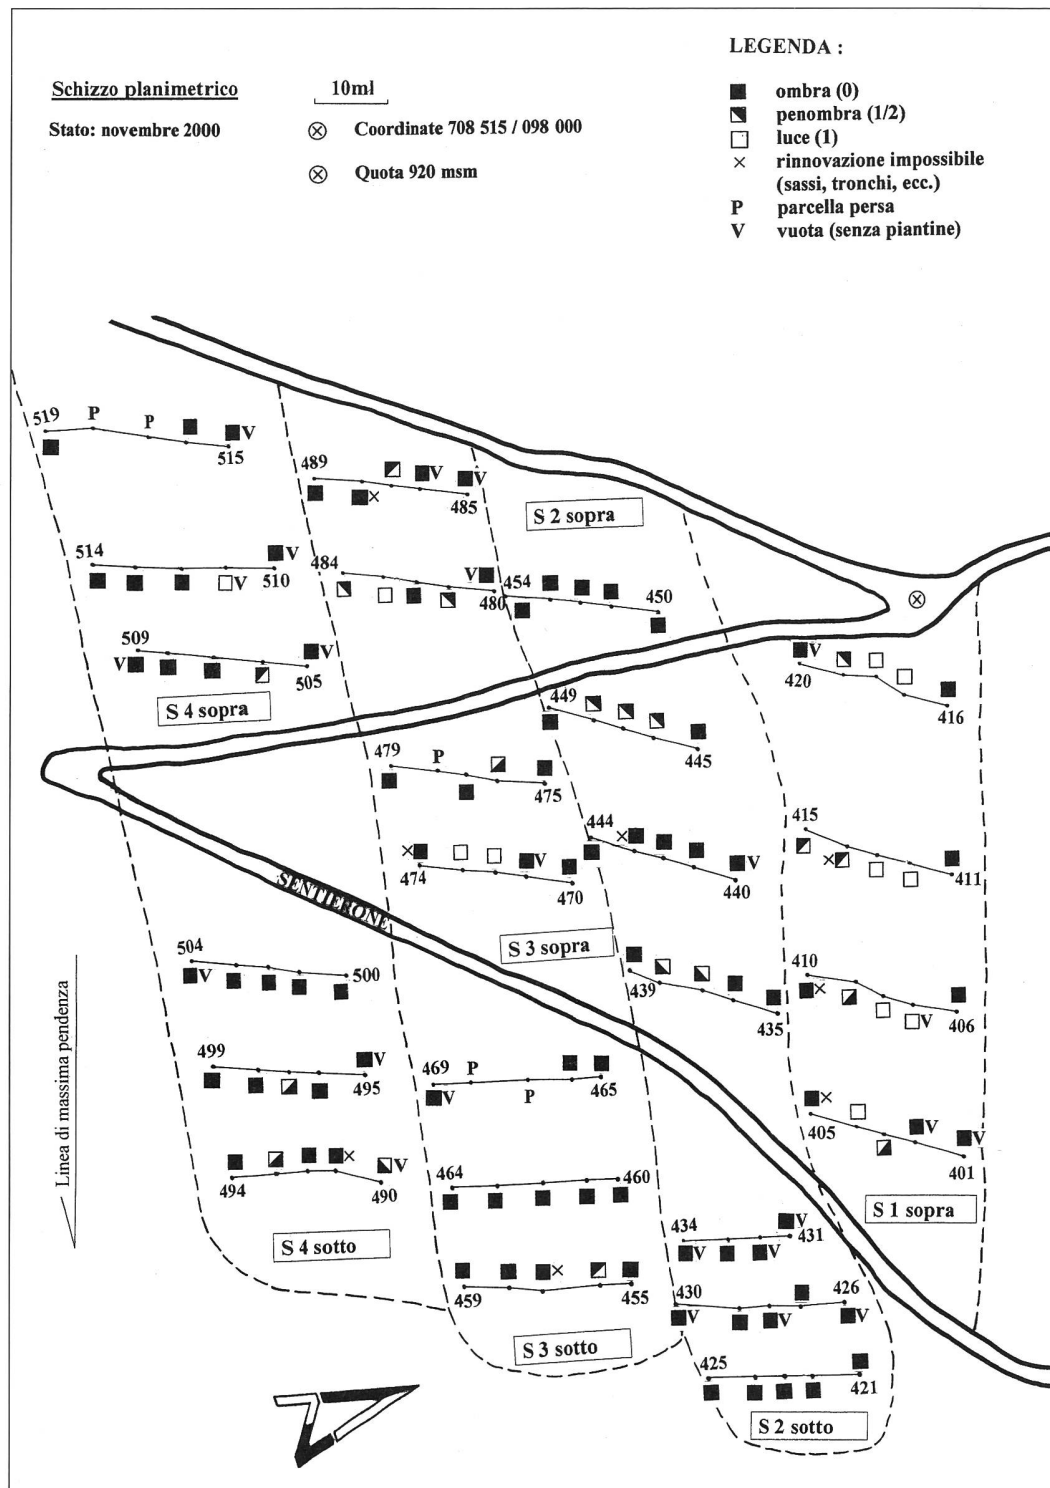 LEGENDA :
Schizzo planimetrico
10ml
ombra (0)
Stato: novembre 2000
Coordinate 708 515 / 098 000
penombra (1/2)
luce (1)
Quota 920 msm
rinnovazione impossibile
(sassi, tronchi, ecc.)
P parcella persa
V vuota (senza piantine)
519 P P V
515
489 V V
485
S 2 sopra
514 V
V 510
484 V 454
480 450
509 V
V 505
S 4 sopra
V
420 416
449
445
479 P
475
444 V
440
415
411
V
474 470
SENTIERONE
S 3 sopra
504
V 500
439 435
410
V 406
499 V
495
469 P
V P 465
V V
405 401
494 V
490
464 460
S 1 sopra
Linea di massima pendenza
S 4 sotto
434 V 431
V V
430 426
V V V
459 455
S 3 sotto
425 421
S 2 sotto